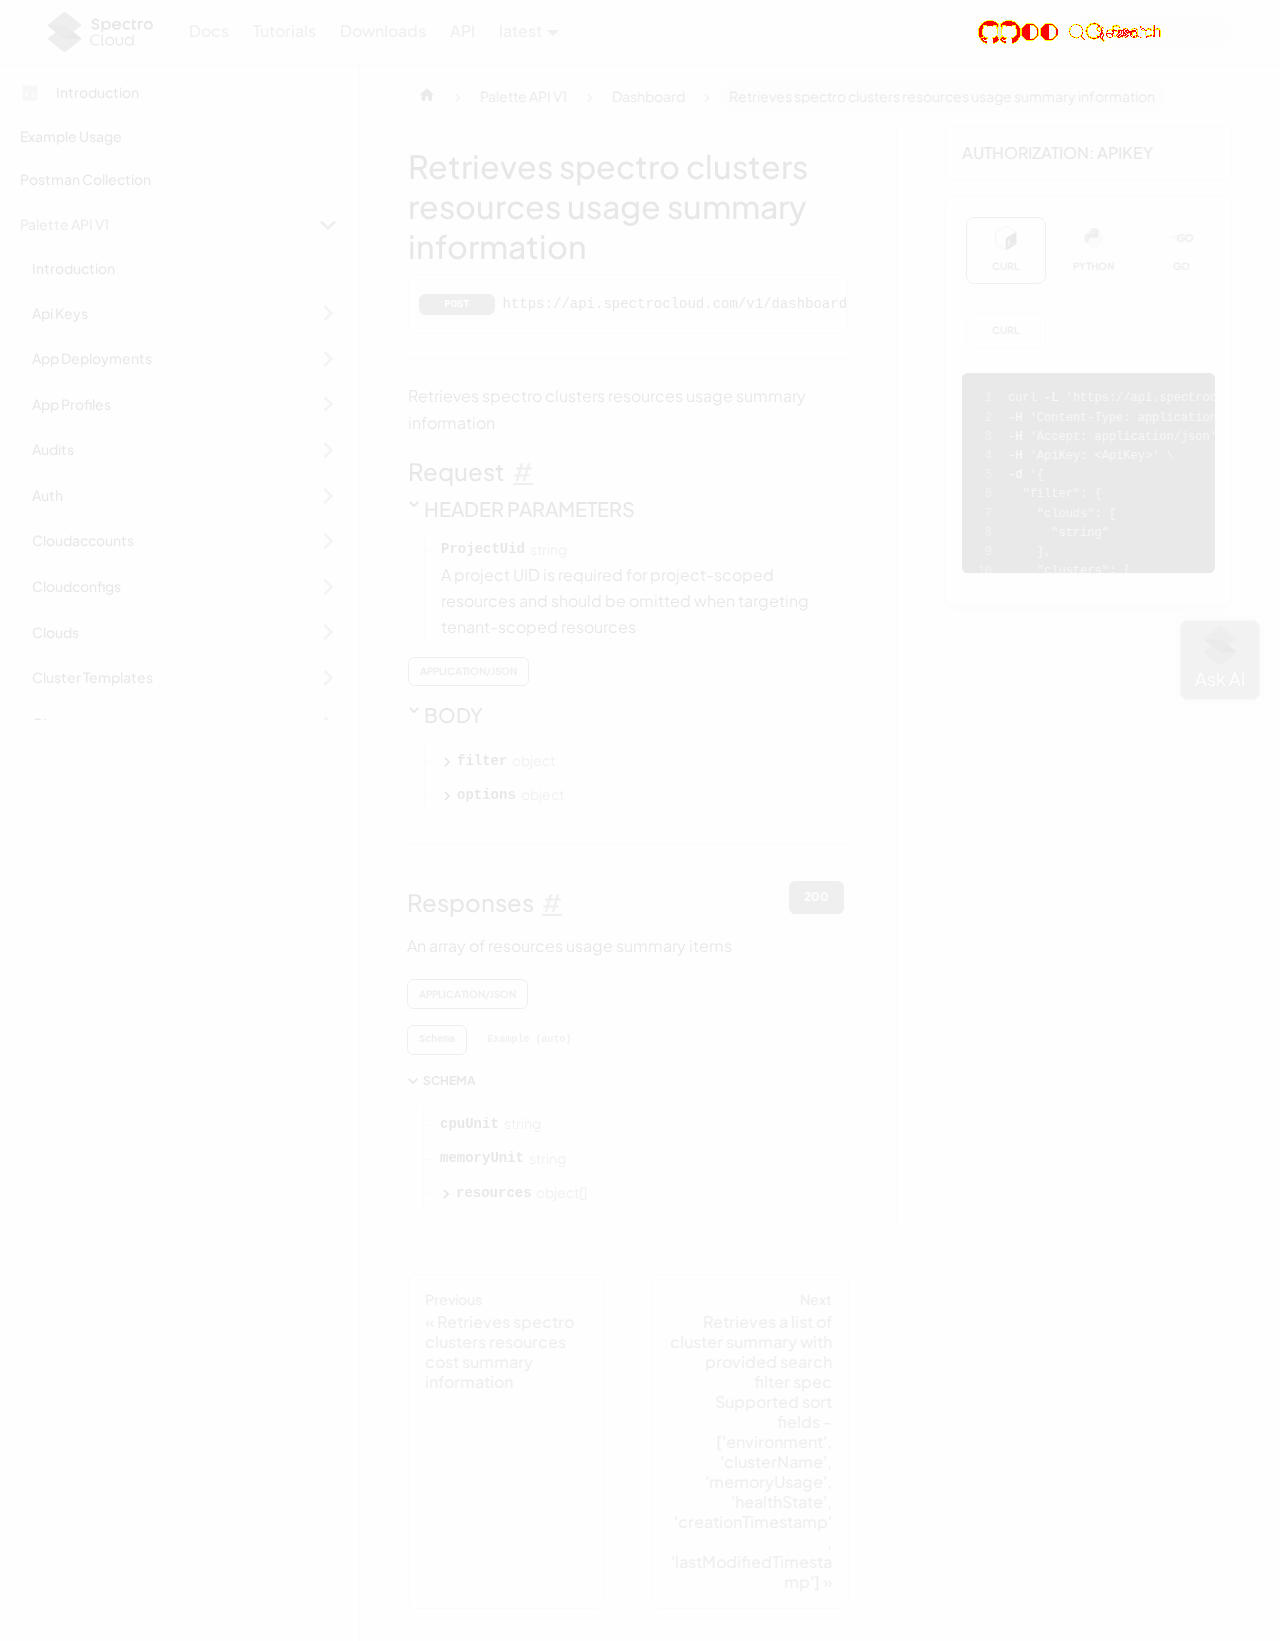 Spectro
Cloud
Docs
Tutorials
Downloads
API
latest
Introduction
Example Usage
Postman Collection
Palette API V1
Introduction
Api Keys
App Deployments
App Profiles
Audits
Auth
Cloudaccounts
Cloudconfigs
Clouds
Cluster Templates
Palette API V1
Dashboard
Retrieves spectro clusters resources usage summary information
Retrieves spectro clusters
resources usage summary
information
POST
https://api.spectrocloud.com/v1/dashboard
Retrieves spectro clusters resources usage summary
information
Request #
HEADER PARAMETERS
ProjectUid string
A project UID is required for project-scoped
resources and should be omitted when targeting
tenant-scoped resources
APPLICATION/JSON
BODY
filter object
options object
Responses #
200
An array of resources usage summary items
APPLICATION/JSON
Schema
Example (auto)
SCHEMA
cpuUnit string
memoryUnit string
resources object[]
Previous
« Retrieves spectro
clusters resources
cost summary
information
Next
Retrieves a list of
cluster summary with
provided search
filter spec
Supported sort
fields -
['environment',
'clusterName',
'memoryUsage',
'healthState',
'creationTimestamp'
,
'lastModifiedTimesta
mp'] »
AUTHORIZATION: APIKEY
CURL
PYTHON
GO
CURL
1 curl -L 'https://api.spectroc
2 -H 'Content-Type: application
3 -H 'Accept: application/json'
4 -H 'ApiKey: <ApiKey>' \
5 -d '{
6 "filter": {
7 "clouds": [
8 "string"
9 ],
10 "clusters": [
Ask AI